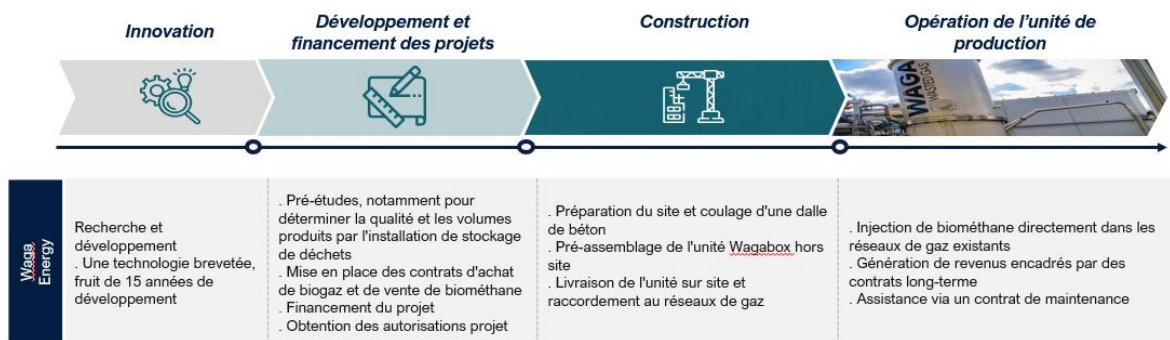 Innovation
Développement et
financement des projets
Construction
Opération de l'unité de
production
WAGA
WASTED GAS
Waga
Energy
Recherche et
développement
. Une technologie brevetée,
fruit de 15 années de
développement
. Pré-études, notamment pour
déterminer la qualité et les volumes
produits par l'installation de stockage
de déchets
. Mise en place des contrats d'achat
de biogaz et de vente de biométhane
. Financement du projet
. Obtention des autorisations projet
. Préparation du site et coulage d'une dalle
de béton
. Pré-assemblage de l'unité Wagabox hors
site
. Livraison de l'unité sur site et
raccordement au réseaux de gaz
. Injection de biométhane directement dans les
réseaux de gaz existants
. Génération de revenus encadrés par des
contrats long-terme
. Assistance via un contrat de maintenance